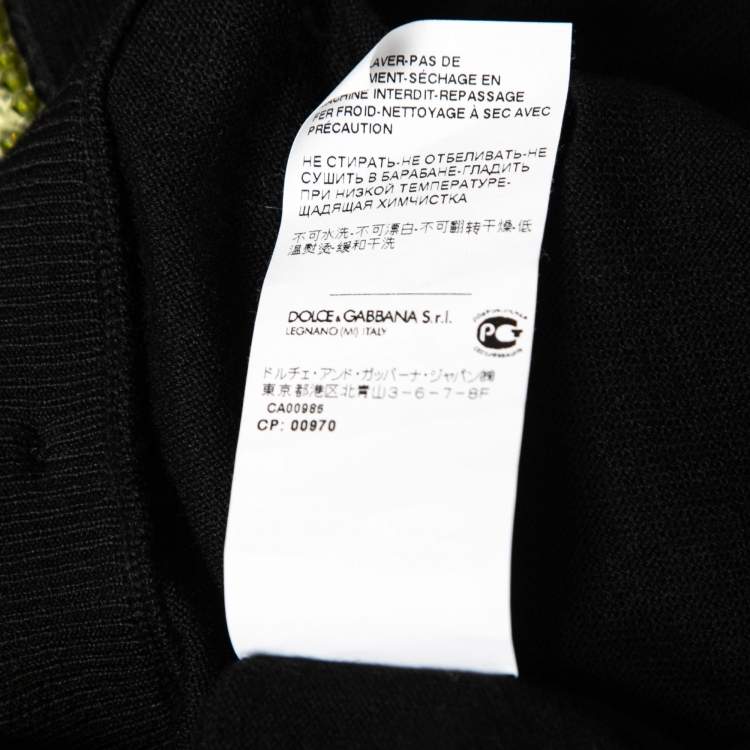 LAVER-PAS DE
MENT-SÉCHAGE EN
MACHINE INTERDIT-REPASSAGE
FER FROID-NETTOYAGE À SEC AVEC
PRÉCAUTION
НЕ СТИРАТЬ-НЕ ОТБЕЛИВАТЬ-НЕ
СУШИТЬ В БАРАБАНЕ-ГЛАДИТЬ
ПРИ НИЗКОЙ ТЕМПЕРАТУРЕ-
ЩАДЯЩАЯ ХИМЧИСТКА
不可水洗-不可漂白-不可翻转干燥-低
温熨烫-缓和干洗
DOLCE & GABBANA S.r.l.
LEGNANO (MI) ITALY
PG
ドルチェ・アンド・ガッバーナ・ジャパン㈱
東京都港区北青山3-6-7-8F
CA00985
CP: 00970